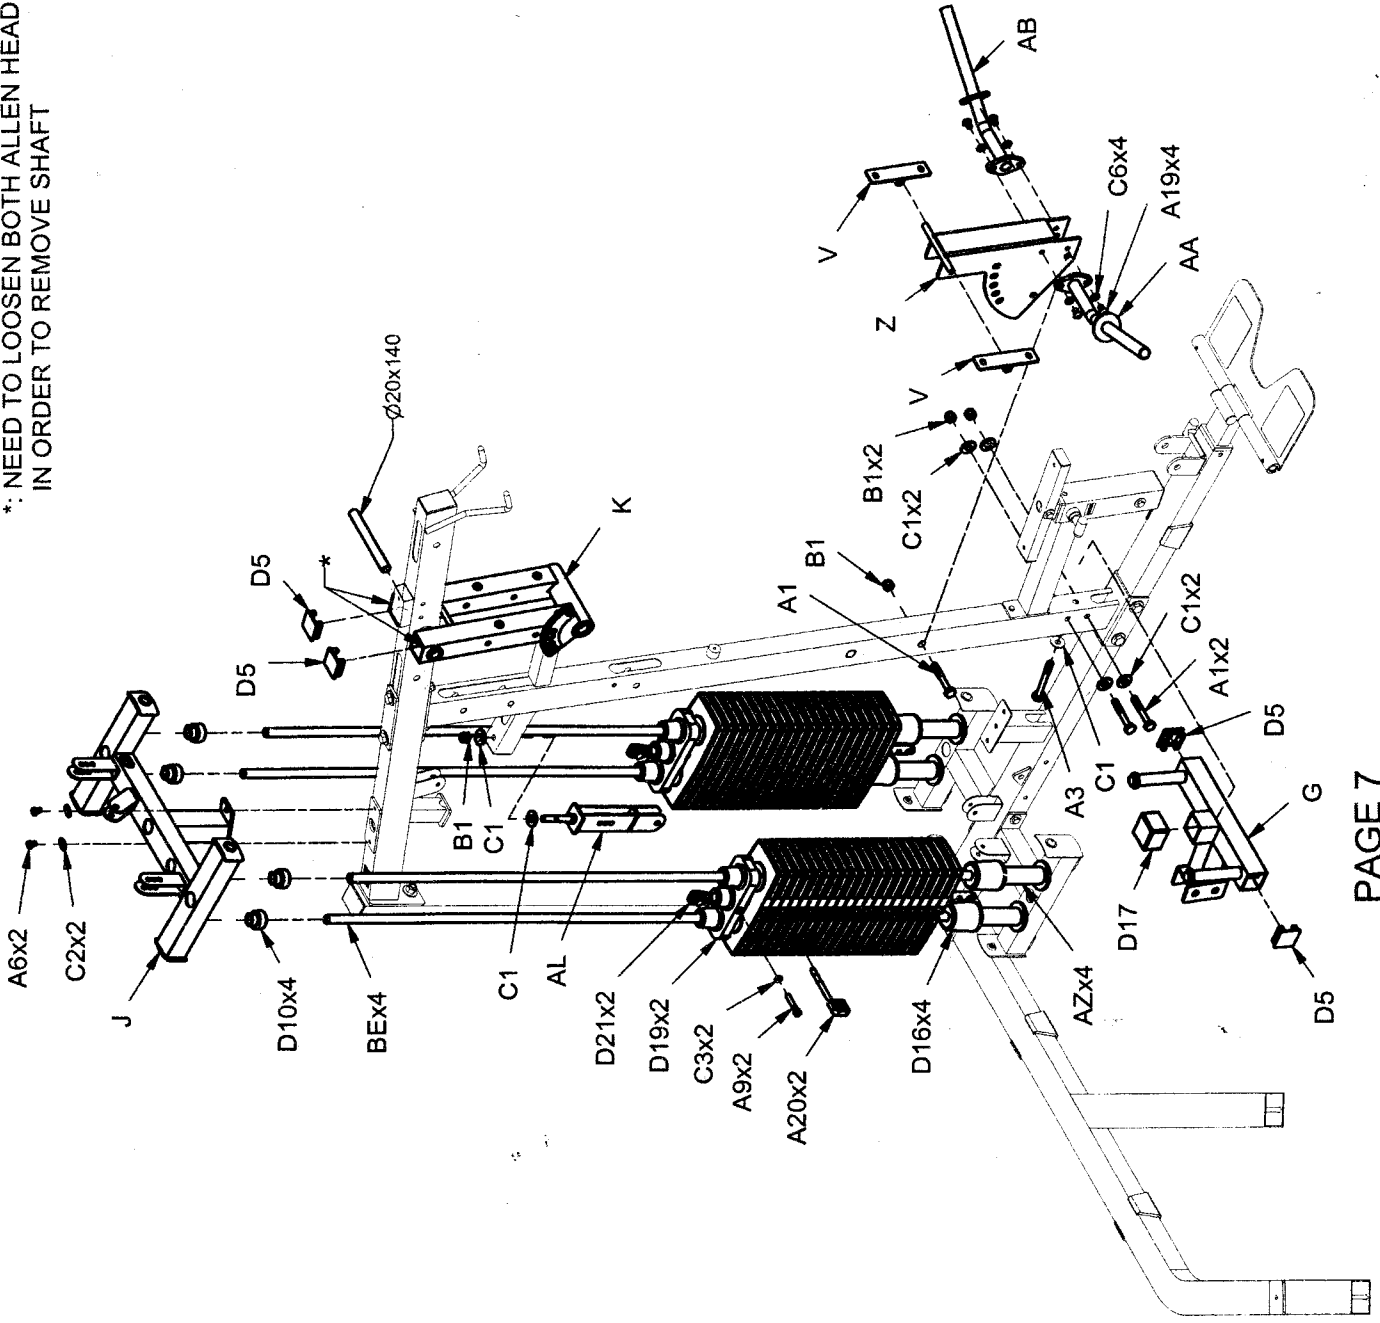 *: NEED TO LOOSEN BOTH ALLEN HEAD
IN ORDER TO REMOVE SHAFT
A6x2
C2x2
J
D10x4
BEx4
D5
D5
*
Ø20x140
K
B1
C1
C1
AL
D21x2
D19x2
C3x2
A9x2
A20x2
D16x4
AZx4
A1
B1
B1x2
C1x2
V
V
Z
AB
C6x4
A19x4
AA
C1x2
A1x2
D5
C1
A3
G
D17
D5
PAGE 7